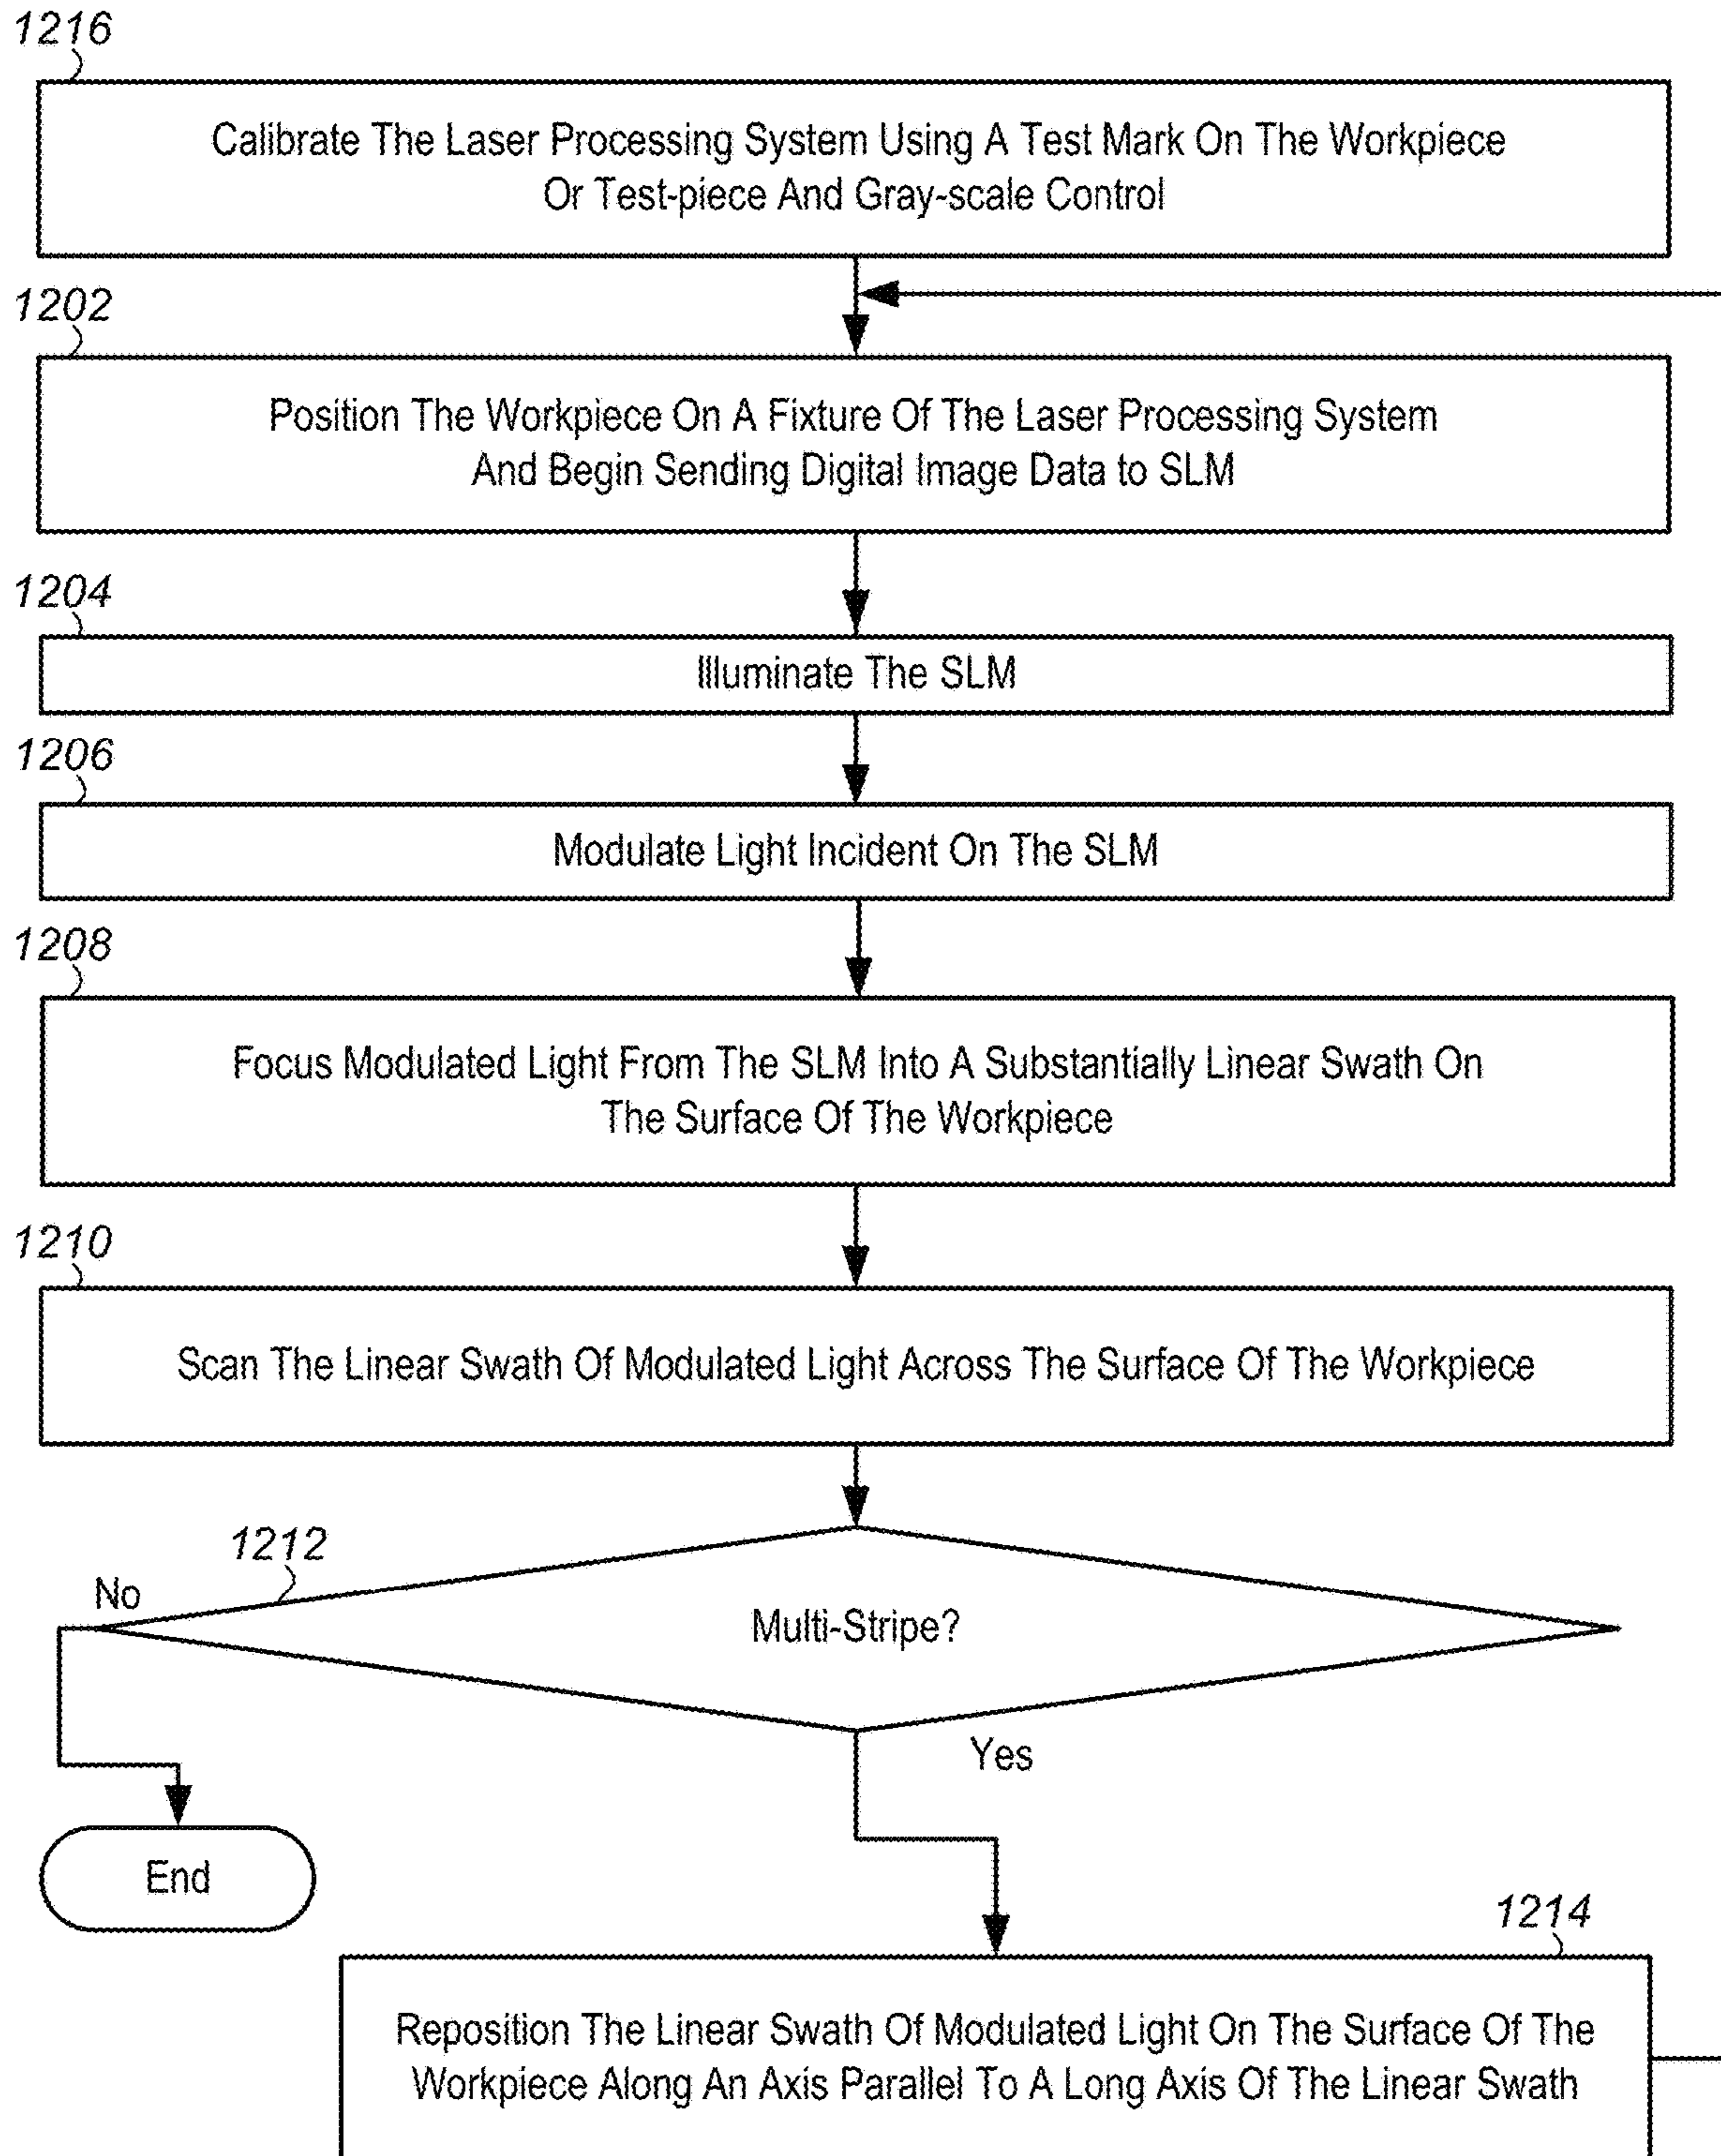 1216
Calibrate The Laser Processing System Using A Test Mark On The Workpiece
Or Test-piece And Gray-scale Control
1202
Position The Workpiece On A Fixture Of The Laser Processing System
And Begin Sending Digital Image Data to SLM
1204
Illuminate The SLM
1206
Modulate Light Incident On The SLM
1208
Focus Modulated Light From The SLM Into A Substantially Linear Swath On
The Surface Of The Workpiece
1210
Scan The Linear Swath Of Modulated Light Across The Surface Of The Workpiece
1212
No
Multi-Stripe?
Yes
End
1214
Reposition The Linear Swath Of Modulated Light On The Surface Of The
Workpiece Along An Axis Parallel To A Long Axis Of The Linear Swath